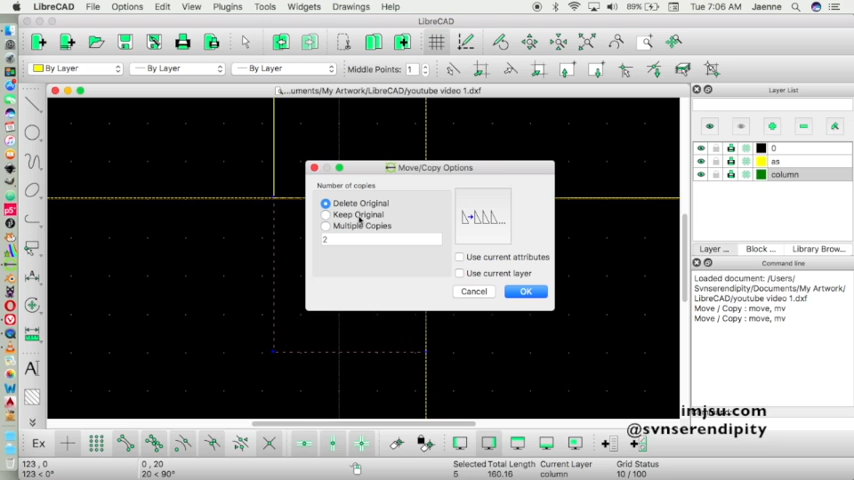 LibreCAD File Options Edit View Plugins Tools Widgets Drawings Help
89% Tue 7:06 AM Jaenne
LibreCAD
By Layer By Layer By Layer Middle Points: 1
...uments/My Artwork/LibreCAD/youtube video 1.dxf
Layer List
Move/Copy Options
Number of copies
Delete Original
Keep Original
Multiple Copies
2
Use current attributes
Use current layer
Cancel OK
0
as
column
Layer ... Block ... Library Brow...
Command line
Loaded document: /Users/
Svnserendipity/Documents/My Artwork/
LibreCAD/youtube video 1.dxf
Move / Copy : move, mv
Move / Copy : move, mv
imjsu.com
@svnserendipity
Ex
123 , 0
123 < 0°
0 , 20
20 < 90°
Selected Total Length Current Layer Grid Status
5 160.16 column 10 / 100